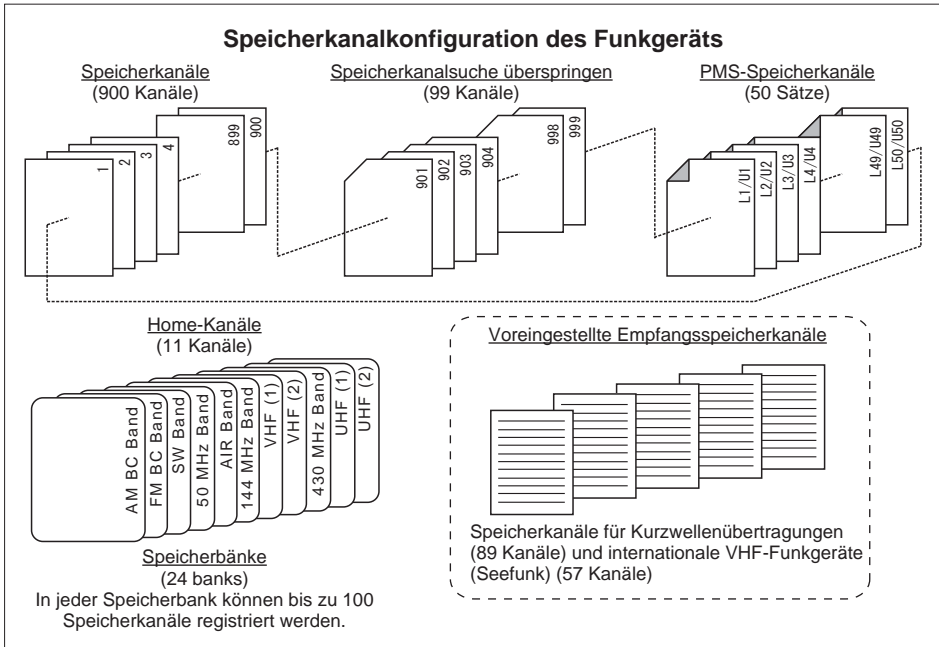 Speicherkanalkonfiguration des Funkgeräts
Speicherkanäle
(900 Kanäle)
1
2
3
4
899
900
Speicherkanalsuche überspringen
(99 Kanäle)
901
902
903
904
998
999
PMS-Speicherkanäle
(50 Sätze)
L1/U1
L2/U2
L3/U3
L4/U4
L49/U49
L50/U50
Home-Kanäle
(11 Kanäle)
AM BC Band
FM BC Band
SW Band
50 MHz Band
AIR Band
144 MHz Band
VHF (1)
VHF (2)
430 MHz Band
UHF (1)
UHF (2)
Speicherbänke
(24 banks)
In jeder Speicherbank können bis zu 100
Speicherkanäle registriert werden.
Voreingestellte Empfangsspeicherkanäle
Speicherkanäle für Kurzwellenübertragungen
(89 Kanäle) und internationale VHF-Funkgeräte
(Seefunk) (57 Kanäle)